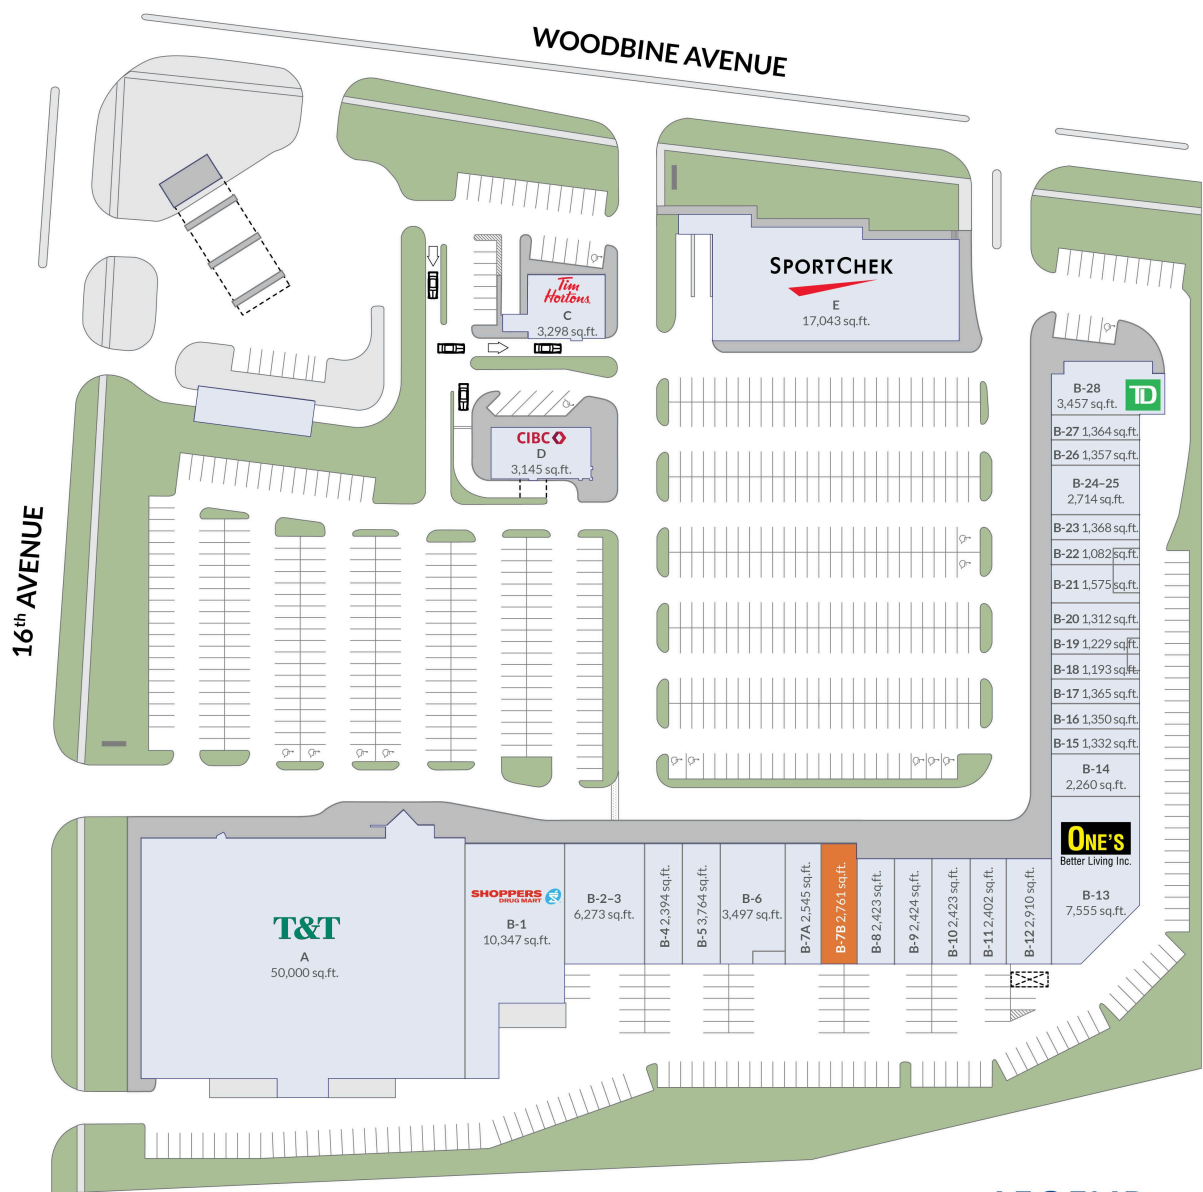 WOODBINE AVENUE
16th AVENUE
Tim
Hortons
C
3,298 sq.ft.
SPORTCHEK
E
17,043 sq.ft.
CIBC
D
3,145 sq.ft.
B-28
3,457 sq.ft.
TD
B-27 1,364 sq.ft.
B-26 1,357 sq.ft.
B-24–25
2,714 sq.ft.
B-23 1,368 sq.ft.
B-22 1,082 sq.ft.
B-21 1,575 sq.ft.
B-20 1,312 sq.ft.
B-19 1,229 sq.ft.
B-18 1,193 sq.ft.
B-17 1,365 sq.ft.
B-16 1,350 sq.ft.
B-15 1,332 sq.ft.
B-14
2,260 sq.ft.
ONE'S
Better Living Inc.
B-13
7,555 sq.ft.
T&T
A
50,000 sq.ft.
SHOPPERS
DRUG MART
B-1
10,347 sq.ft.
B-2–3
6,273 sq.ft.
B-4 2,394 sq.ft.
B-5 3,764 sq.ft.
B-6
3,497 sq.ft.
B-7A 2,545 sq.ft.
B-7B 2,761 sq.ft.
B-8 2,423 sq.ft.
B-9 2,424 sq.ft.
B-10 2,423 sq.ft.
B-11 2,402 sq.ft.
B-12 2,910 sq.ft.